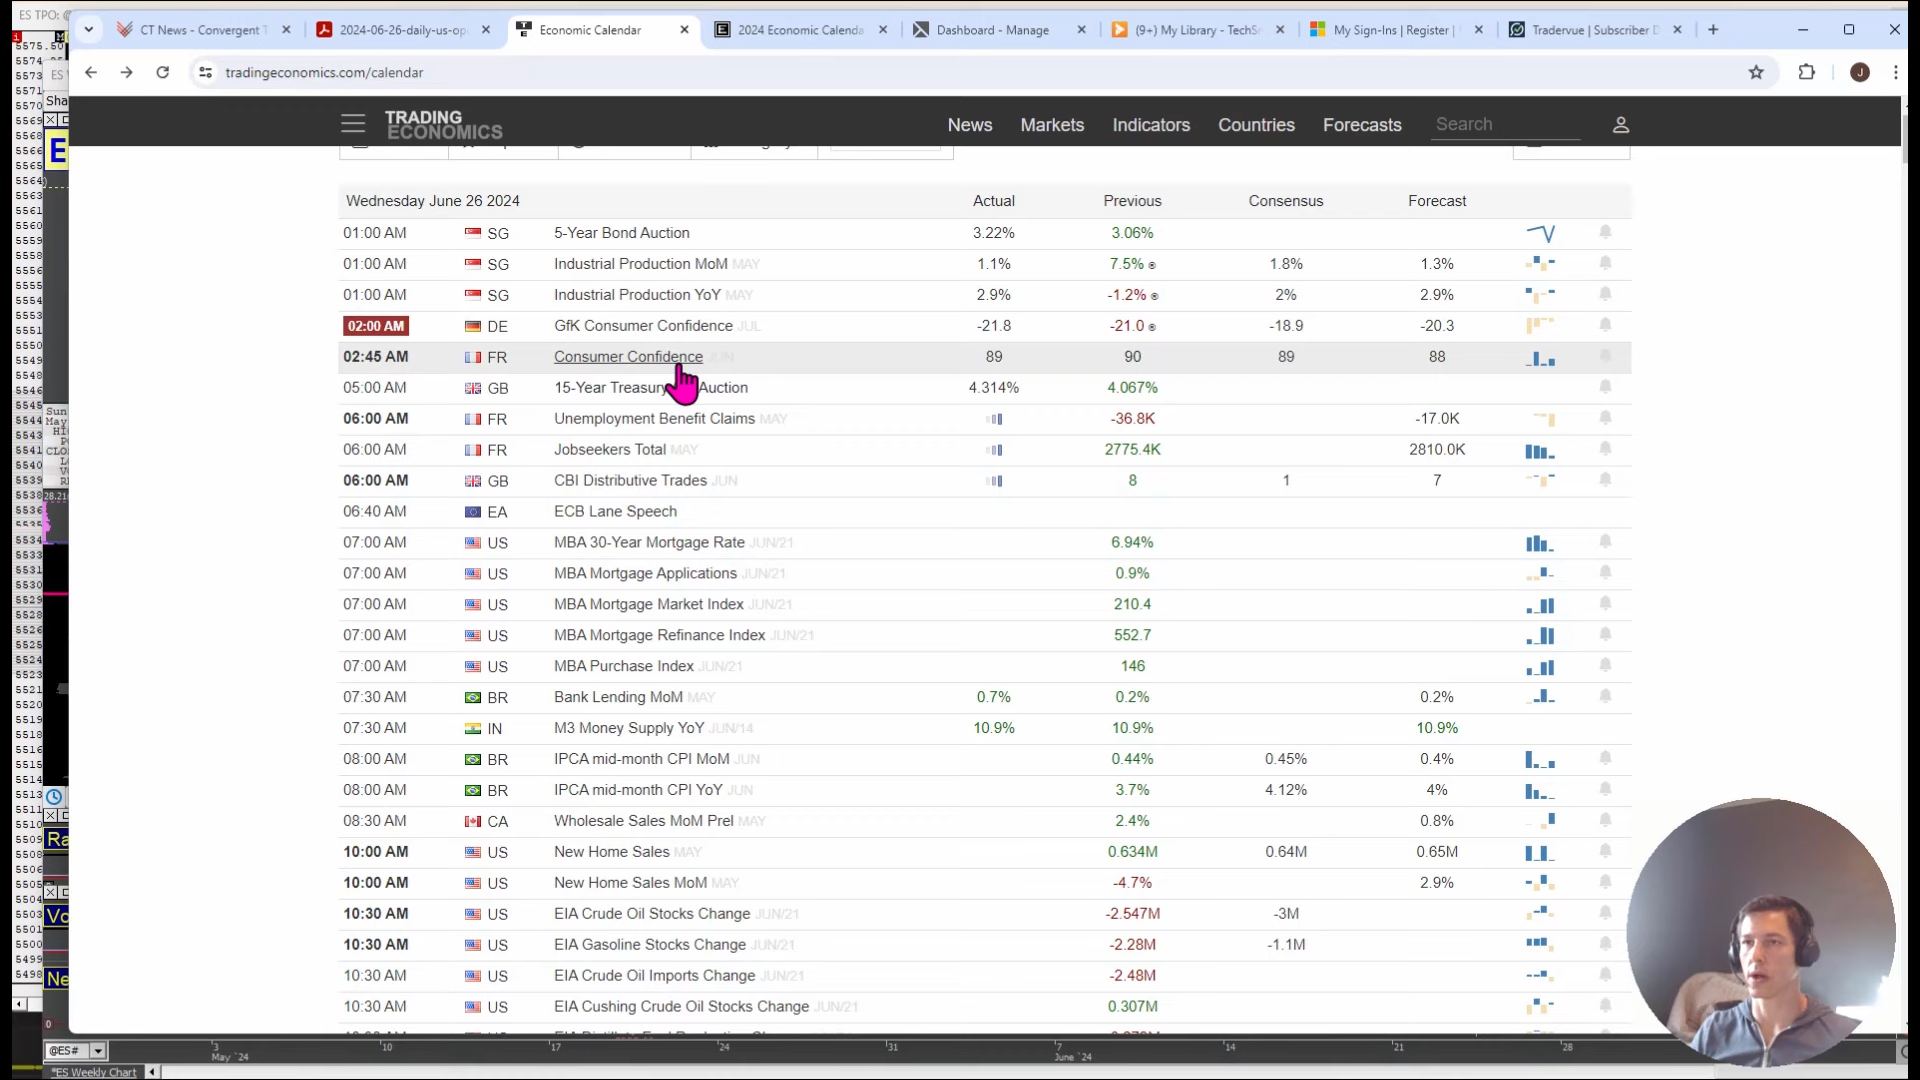 ES TPO: @
CT News - Convergent T
2024-06-26-daily-us-op
Economic Calendar
2024 Economic Calenda
Dashboard - Manage
(9+) My Library - TechS
My Sign-Ins | Register |
Tradervue | Subscriber D
tradingeconomics.com/calendar
J
TRADING
ECONOMICS
News Markets Indicators Countries Forecasts Search
Wednesday June 26 2024 Actual Previous Consensus Forecast
01:00 AM SG 5-Year Bond Auction 3.22% 3.06%
01:00 AM SG Industrial Production MoM MAY 1.1% 7.5% ® 1.8% 1.3%
01:00 AM SG Industrial Production YoY MAY 2.9% -1.2% ® 2% 2.9%
02:00 AM DE GfK Consumer Confidence JUL -21.8 -21.0 ® -18.9 -20.3
02:45 AM FR Consumer Confidence JUN 89 90 89 88
05:00 AM GB 15-Year Treasury Auction 4.314% 4.067%
06:00 AM FR Unemployment Benefit Claims MAY -36.8K -17.0K
06:00 AM FR Jobseekers Total MAY 2775.4K 2810.0K
06:00 AM GB CBI Distributive Trades JUN 8 1 7
06:40 AM EA ECB Lane Speech
07:00 AM US MBA 30-Year Mortgage Rate JUN/21 6.94%
07:00 AM US MBA Mortgage Applications JUN/21 0.9%
07:00 AM US MBA Mortgage Market Index JUN/21 210.4
07:00 AM US MBA Mortgage Refinance Index JUN/21 552.7
07:00 AM US MBA Purchase Index JUN/21 146
07:30 AM BR Bank Lending MoM MAY 0.7% 0.2% 0.2%
07:30 AM IN M3 Money Supply YoY JUN/14 10.9% 10.9% 10.9%
08:00 AM BR IPCA mid-month CPI MoM JUN 0.44% 0.45% 0.4%
08:00 AM BR IPCA mid-month CPI YoY JUN 3.7% 4.12% 4%
08:30 AM CA Wholesale Sales MoM Prel MAY 2.4% 0.8%
10:00 AM US New Home Sales MAY 0.634M 0.64M 0.65M
10:00 AM US New Home Sales MoM MAY -4.7% 2.9%
10:30 AM US EIA Crude Oil Stocks Change JUN/21 -2.547M -3M
10:30 AM US EIA Gasoline Stocks Change JUN/21 -2.28M -1.1M
10:30 AM US EIA Crude Oil Imports Change JUN/21 -2.48M
10:30 AM US EIA Cushing Crude Oil Stocks Change JUN/21 0.307M
@ES#
3 10 17 24 31 7 14 21 28
May '24 June '24
*ES Weekly Chart